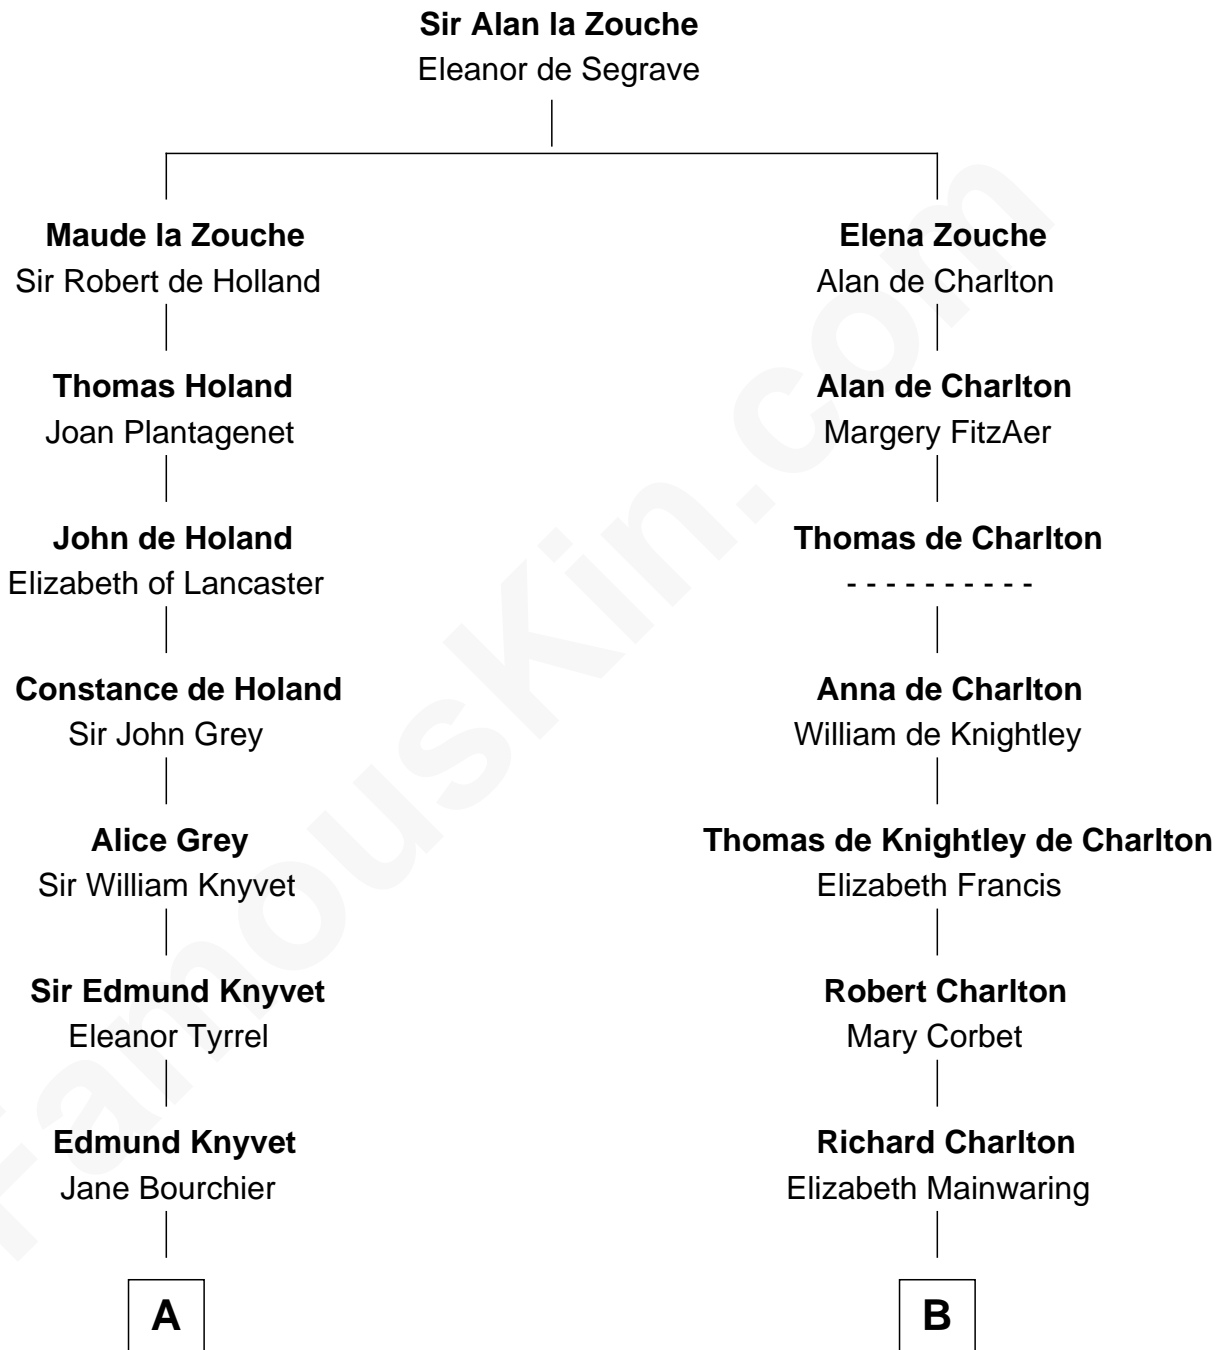 Sir Alan la Zouche
Eleanor de Segrave
Maude la Zouche
Sir Robert de Holland
Elena Zouche
Alan de Charlton
Thomas Holand
Joan Plantagenet
Alan de Charlton
Margery FitzAer
John de Holand
Elizabeth of Lancaster
Thomas de Charlton
- - - - - - - - - -
Constance de Holand
Sir John Grey
Anna de Charlton
William de Knightley
Alice Grey
Sir William Knyvet
Thomas de Knightley de Charlton
Elizabeth Francis
Sir Edmund Knyvet
Eleanor Tyrrel
Robert Charlton
Mary Corbet
Edmund Knyvet
Jane Bourchier
Richard Charlton
Elizabeth Mainwaring
A
B
FamousKin.com